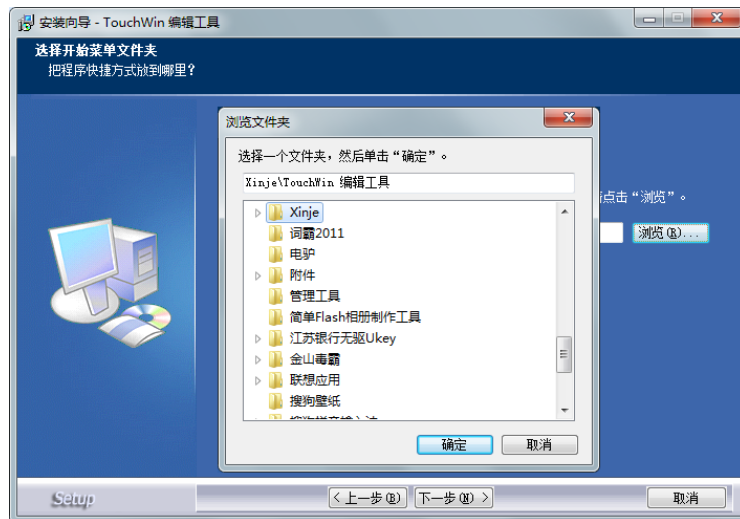 安装向导 - TouchWin 编辑工具
选择开始菜单文件夹
把程序快捷方式放到哪里？
浏览文件夹
选择一个文件夹，然后单击“确定”。
Xinje\TouchWin 编辑工具
点击“浏览”。
浏览(R)...
Xinje
词霸2011
电驴
附件
管理工具
简单Flash相册制作工具
江苏银行无驱Ukey
金山毒霸
联想应用
搜狗壁纸
确定
取消
Setup
< 上一步(B)
下一步(N) >
取消